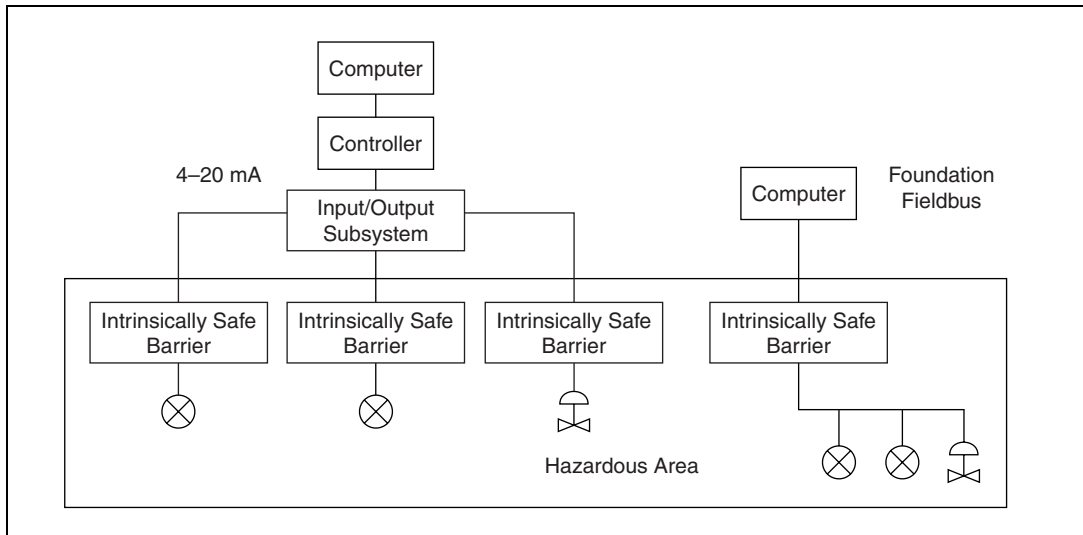 Computer
Controller
4–20 mA
Input/Output
Subsystem
Computer
Foundation
Fieldbus
Intrinsically Safe
Barrier
Intrinsically Safe
Barrier
Intrinsically Safe
Barrier
Intrinsically Safe
Barrier
Hazardous Area